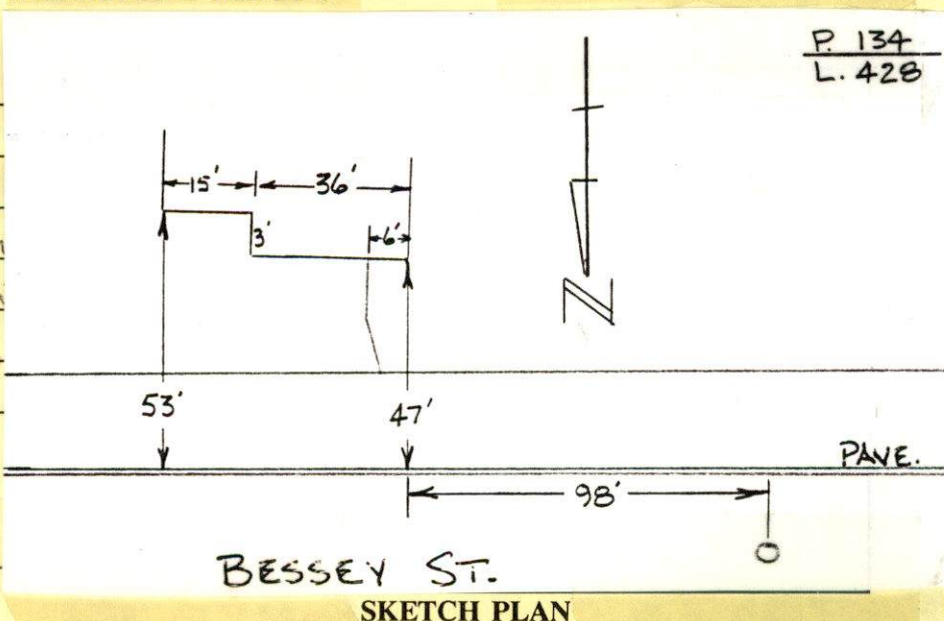 P. 134
L. 428
15'
36'
3'
6'
N
53'
47'
PAVE.
98'
BESSEY ST.
SKETCH PLAN